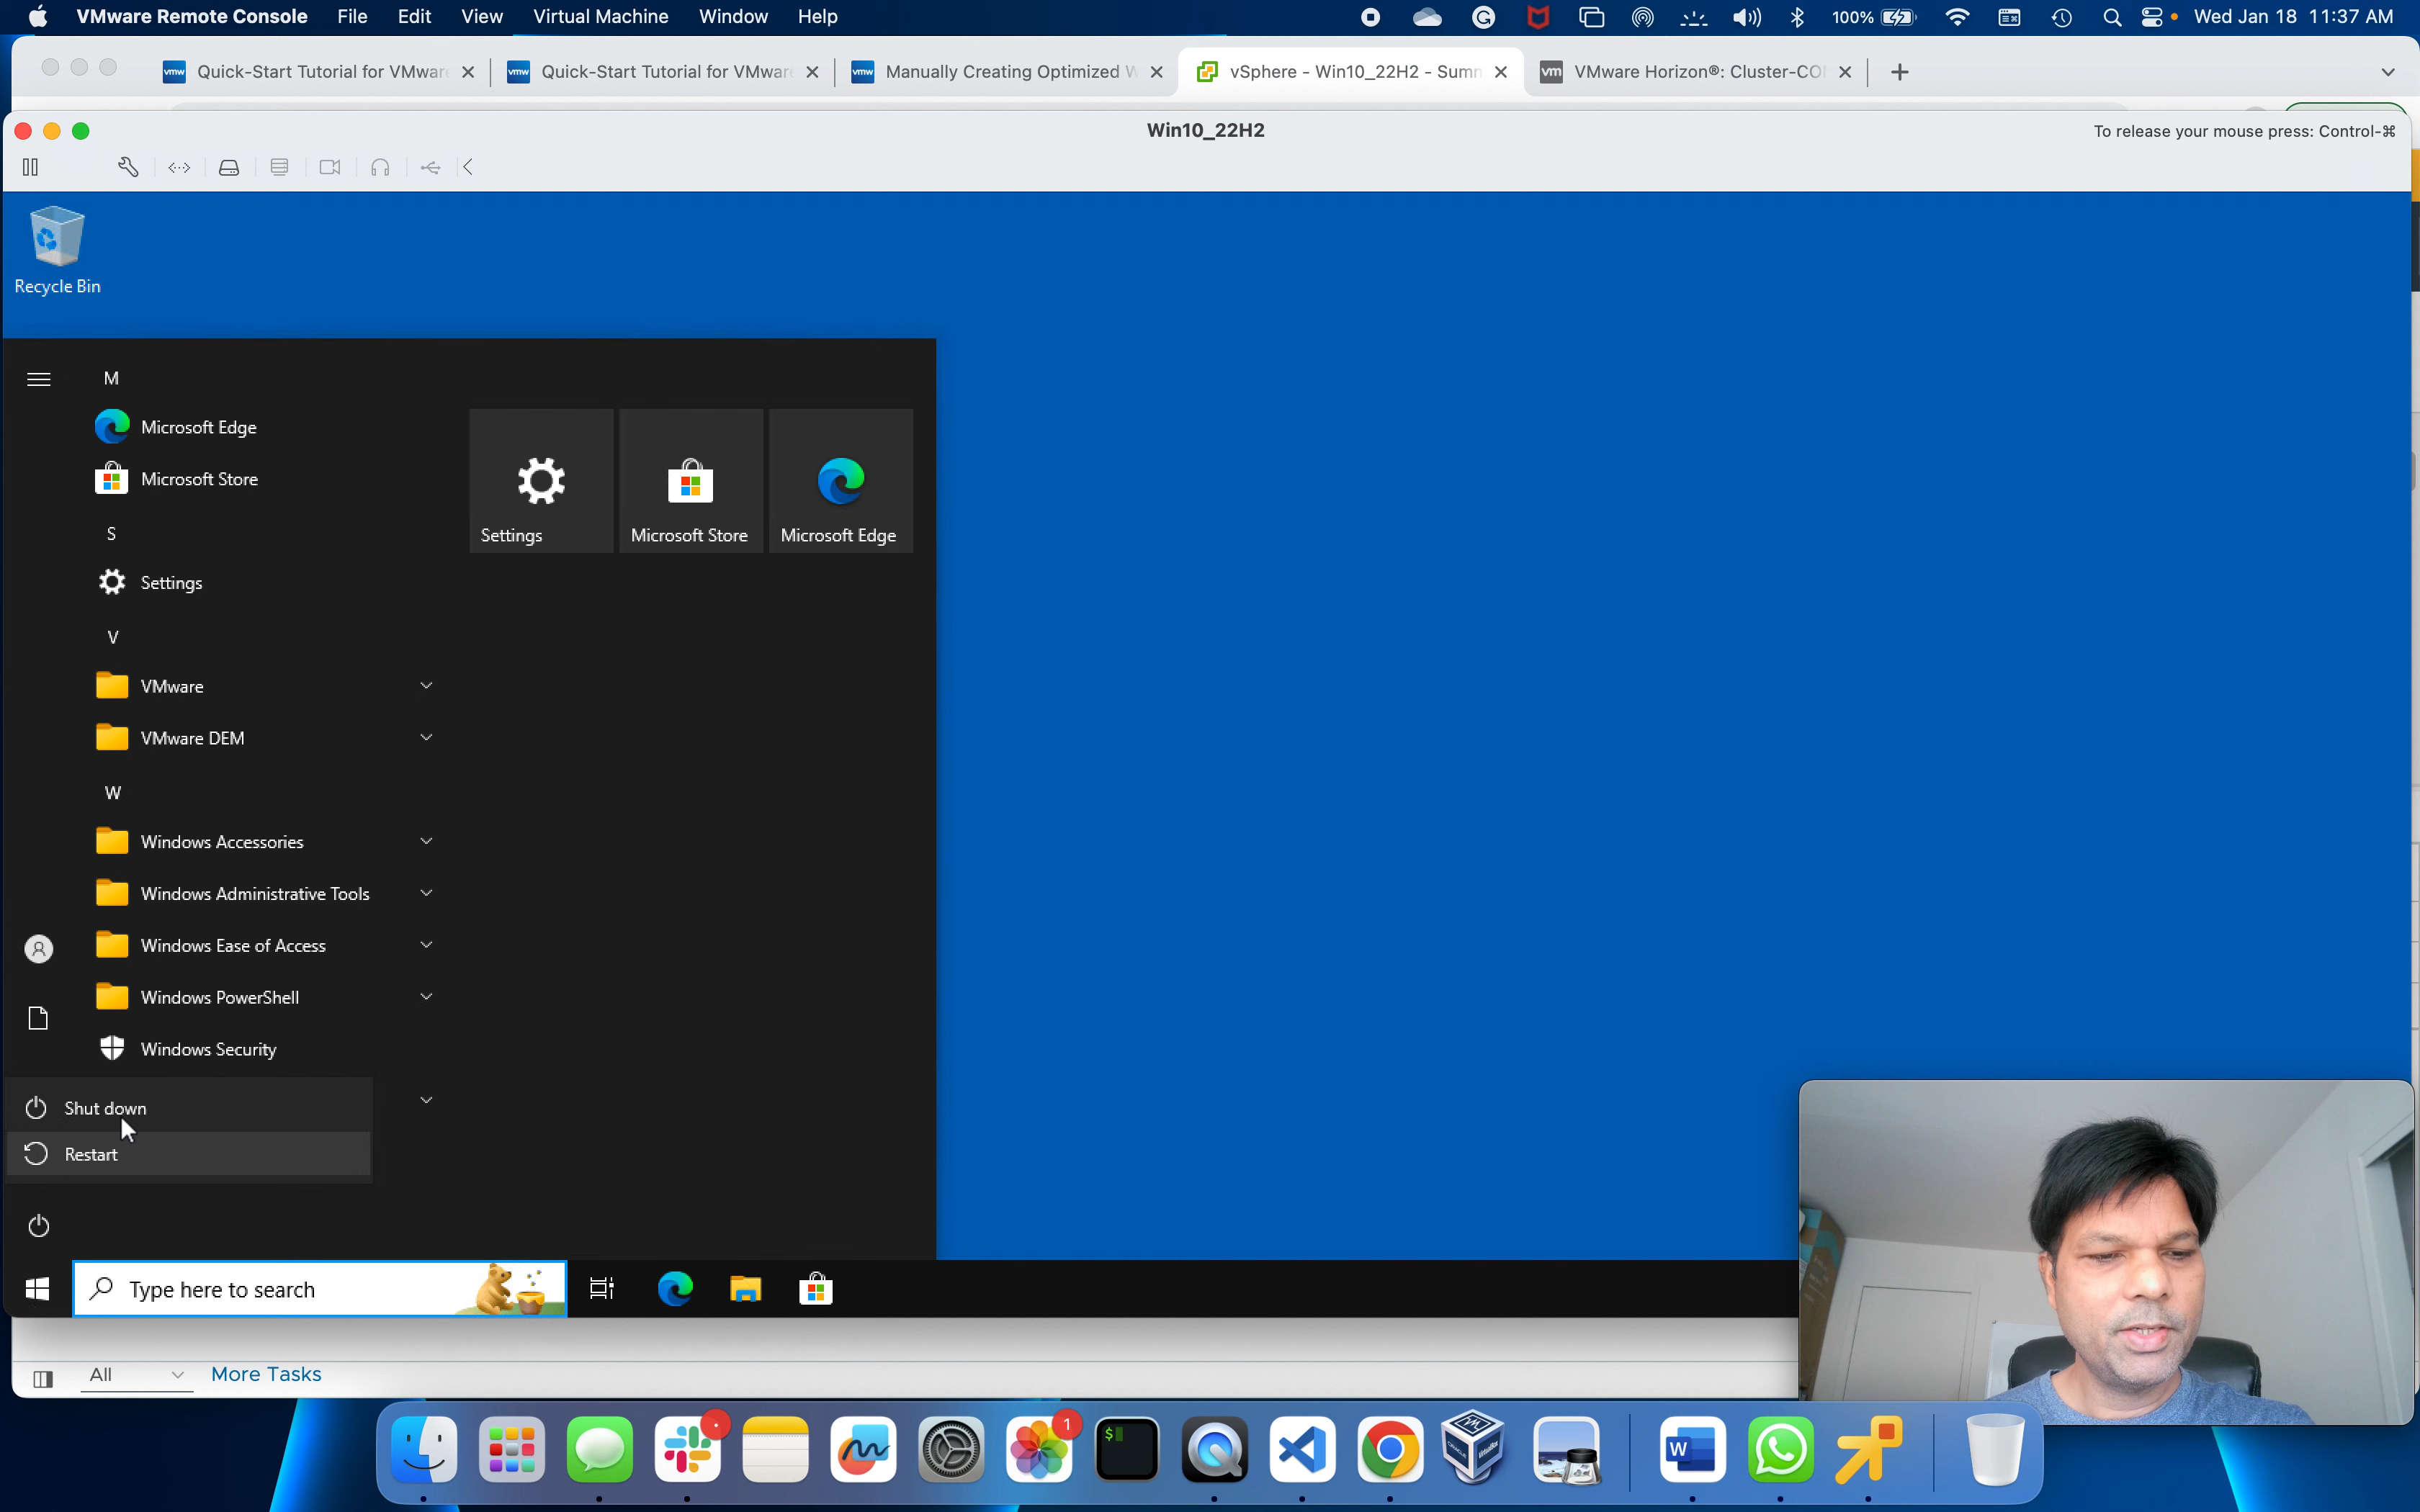 VMware Remote Console File Edit View Virtual Machine Window Help 100% Wed Jan 18 11:37 AM
Quick-Start Tutorial for VMware Quick-Start Tutorial for VMware Manually Creating Optimized W vSphere - Win10_22H2 - Sum VMware Horizon®: Cluster-CO
Win10_22H2
To release your mouse press: Control-⌘
Recycle Bin
M
Microsoft Edge
Microsoft Store
Settings
Microsoft Store
Microsoft Edge
S
Settings
V
VMware
VMware DEM
W
Windows Accessories
Windows Administrative Tools
Windows Ease of Access
Windows PowerShell
Windows Security
Shut down
Restart
Type here to search
All More Tasks
1
$
W